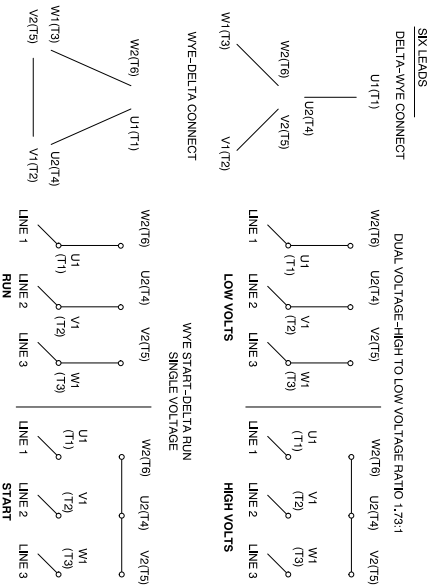 SIX LEADS
DELTA-WYE CONNECT
DUAL VOLTAGE-HIGH TO LOW VOLTAGE RATIO 1.73:1
U1(T1)
U2(T4)
W2(T6)
V2(T5)
W1(T3)
V1(T2)
W2(T6) U2(T4) V2(T5)
U1 V1 W1
(T1) (T2) (T3)
LINE 1 LINE 2 LINE 3
LOW VOLTS
W2(T6) U2(T4) V2(T5)
U1 V1 W1
(T1) (T2) (T3)
LINE 1 LINE 2 LINE 3
HIGH VOLTS
WYE-DELTA CONNECT
WYE START-DELTA RUN
SINGLE VOLTAGE
W2(T6) U1(T1)
W1(T3) U2(T4)
V2(T5) V1(T2)
W2(T6) U2(T4) V2(T5)
U1 V1 W1
(T1) (T2) (T3)
LINE 1 LINE 2 LINE 3
RUN
W2(T6) U2(T4) V2(T5)
U1 V1 W1
(T1) (T2) (T3)
LINE 1 LINE 2 LINE 3
START